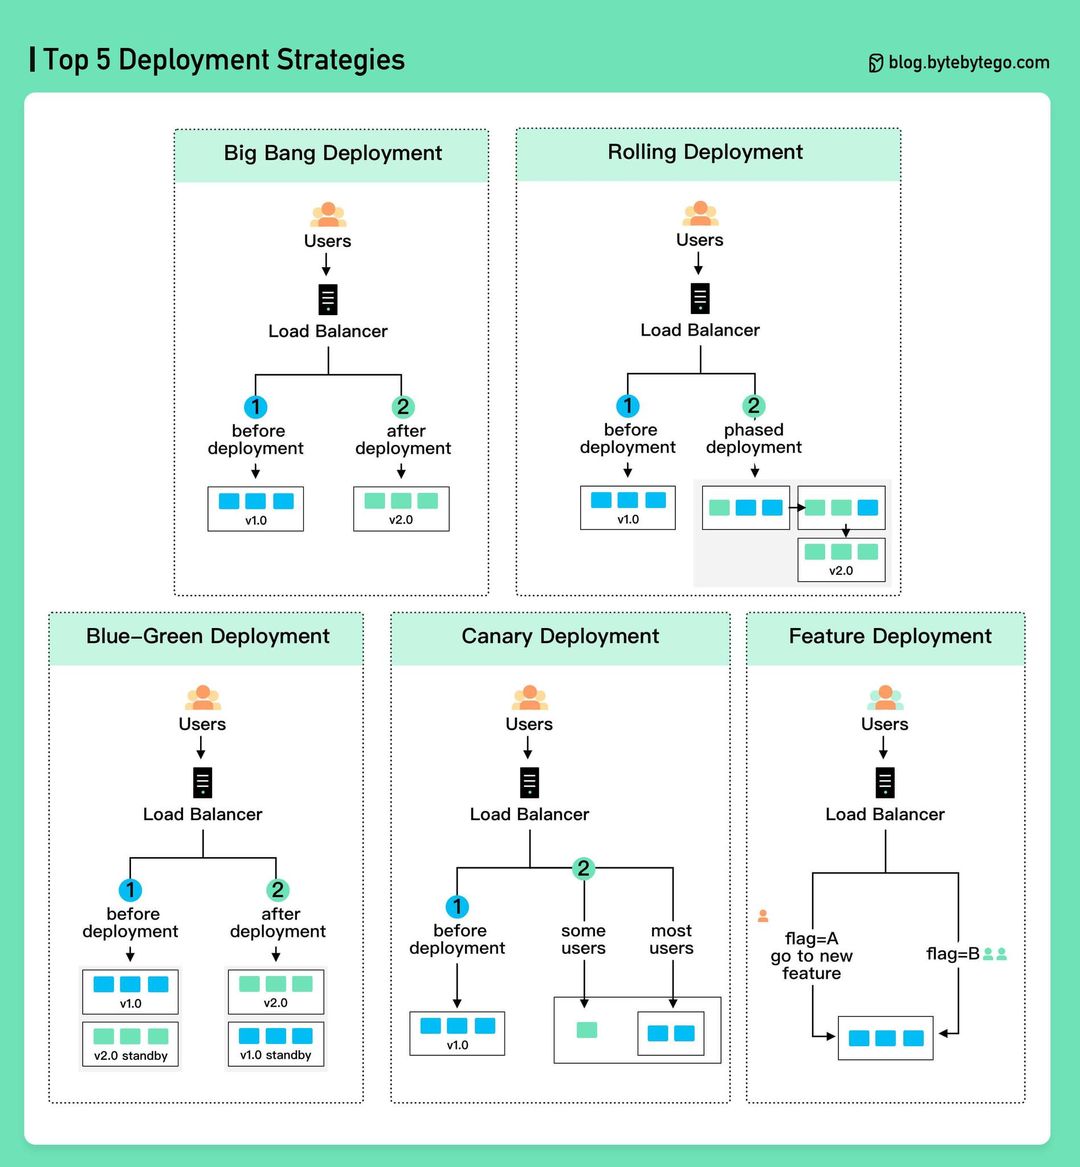 Top 5 Deployment Strategies
blog.bytebytego.com
Big Bang Deployment
Users
Load Balancer
1
before
deployment
v1.0
2
after
deployment
v2.0
Rolling Deployment
Users
Load Balancer
1
before
deployment
v1.0
2
phased
deployment
v2.0
Blue-Green Deployment
Users
Load Balancer
1
before
deployment
v1.0
v2.0 standby
2
after
deployment
v2.0
v1.0 standby
Canary Deployment
Users
Load Balancer
1
before
deployment
v1.0
2
some
users
most
users
Feature Deployment
Users
Load Balancer
flag=A
go to new
feature
flag=B